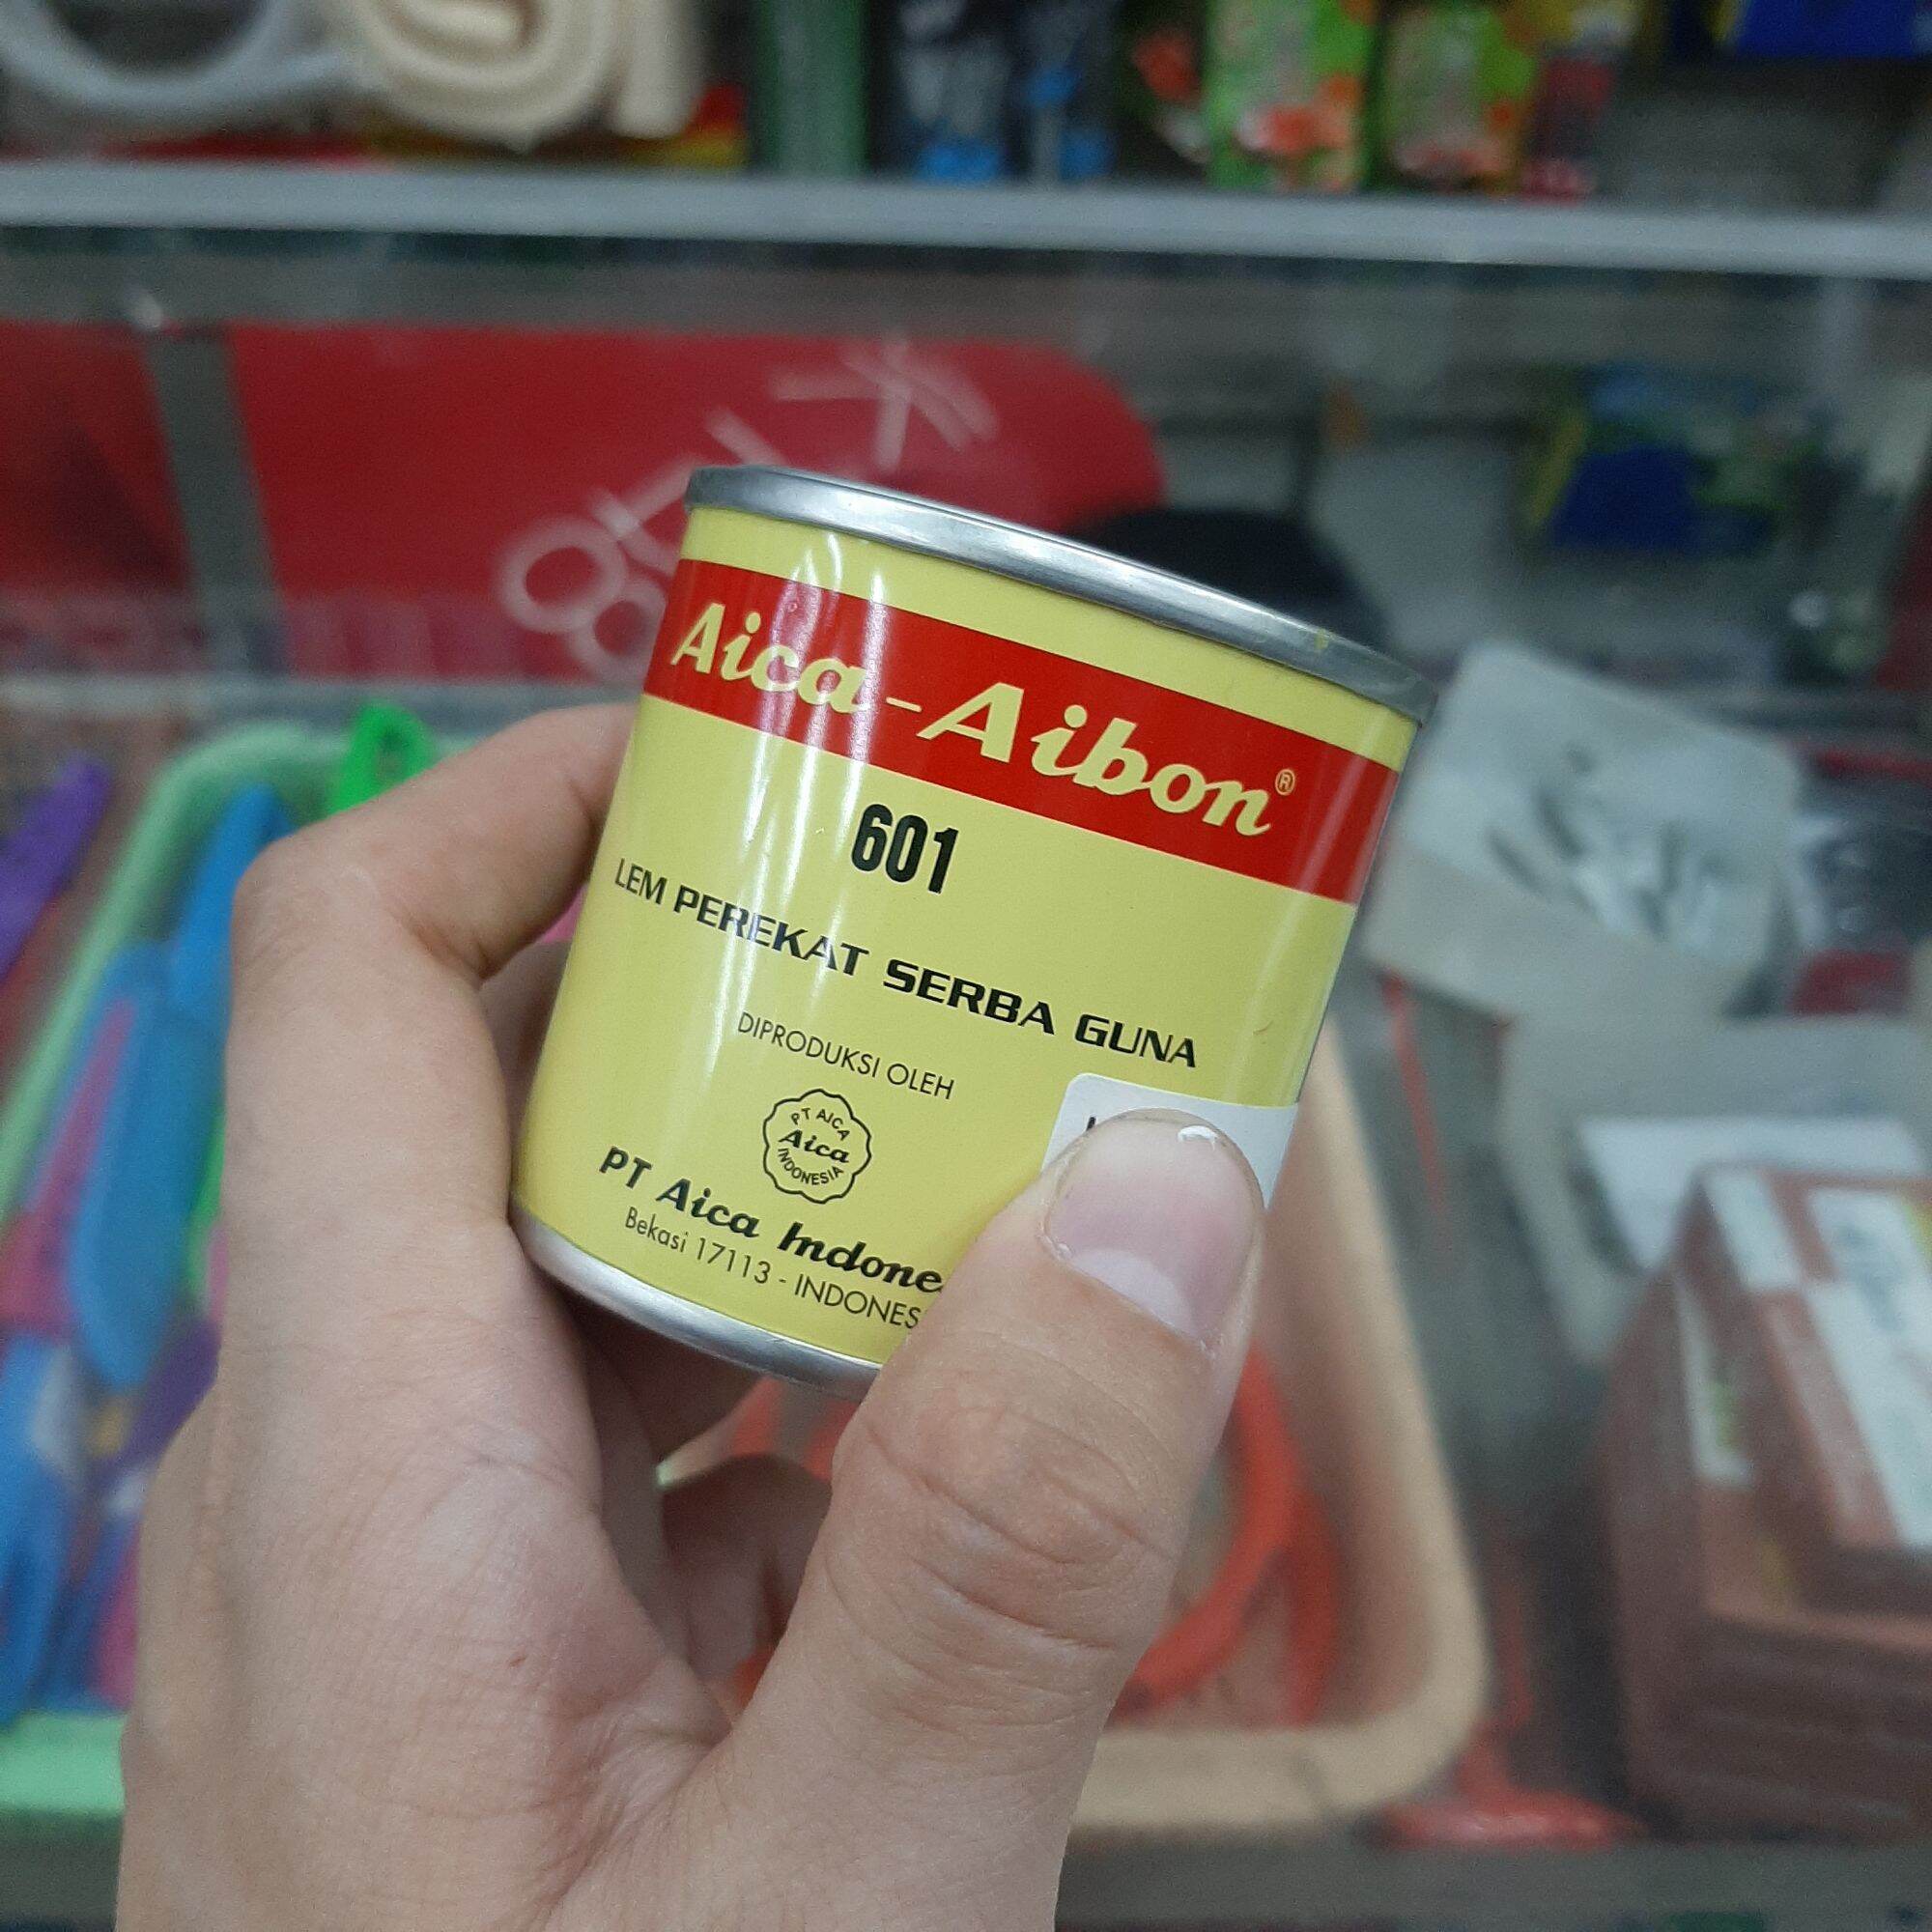 Aica-Aibon®
601
LEM PEREKAT SERBA GUNA
DIPRODUKSI OLEH
PT AICA
Aica
INDONESIA
PT Aica Indone
Bekasi 17113 - INDONES